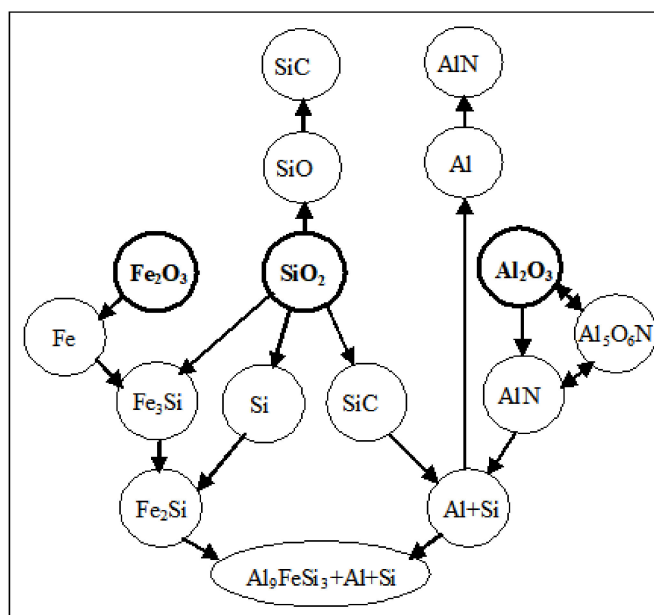 SiC
AlN
SiO
Al
Fe₂O₃
SiO₂
Al₂O₃
Fe
Al₅O₆N
Fe₃Si
Si
SiC
AlN
Fe₂Si
Al+Si
Al₉FeSi₃+Al+Si